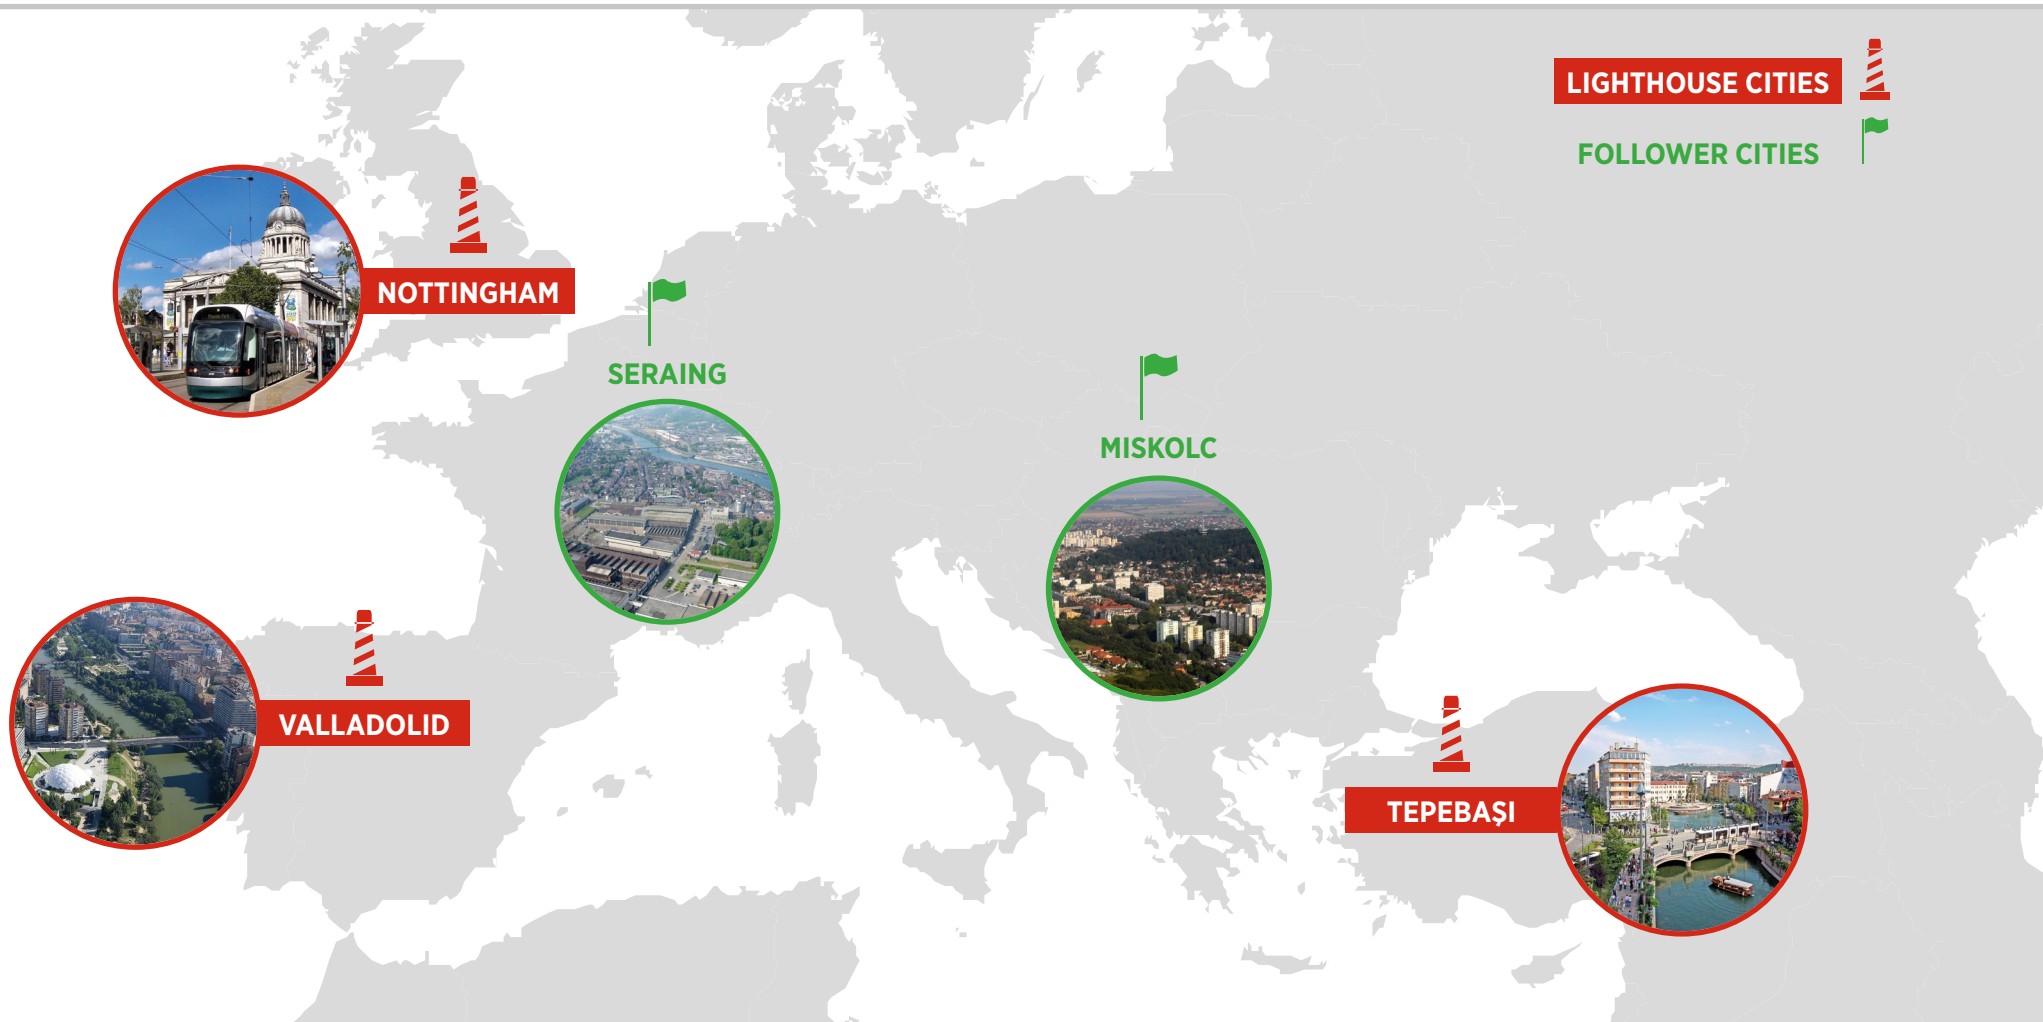 LIGHTHOUSE CITIES
FOLLOWER CITIES
NOTTINGHAM
SERAING
MISKOLC
VALLADOLID
TEPEBAŞI